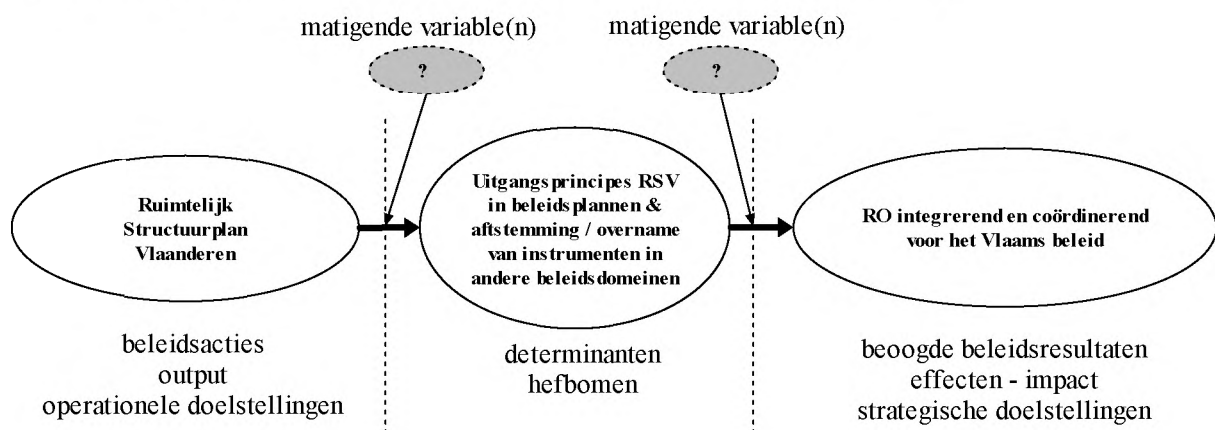 matigende variable(n)
matigende variable(n)
?
?
Ruimtelijk
Structuurplan
Vlaanderen
Uitgangsprincipes RSV
in beleidsplannen &
aftstemming / overname
van instrumenten in
andere beleidsdomeinen
RO integrerend en coördinerend
voor het Vlaams beleid
beleidsacties
output
operationele doelstellingen
determinanten
hefbomen
beoogde beleidsresultaten
effecten - impact
strategische doelstellingen